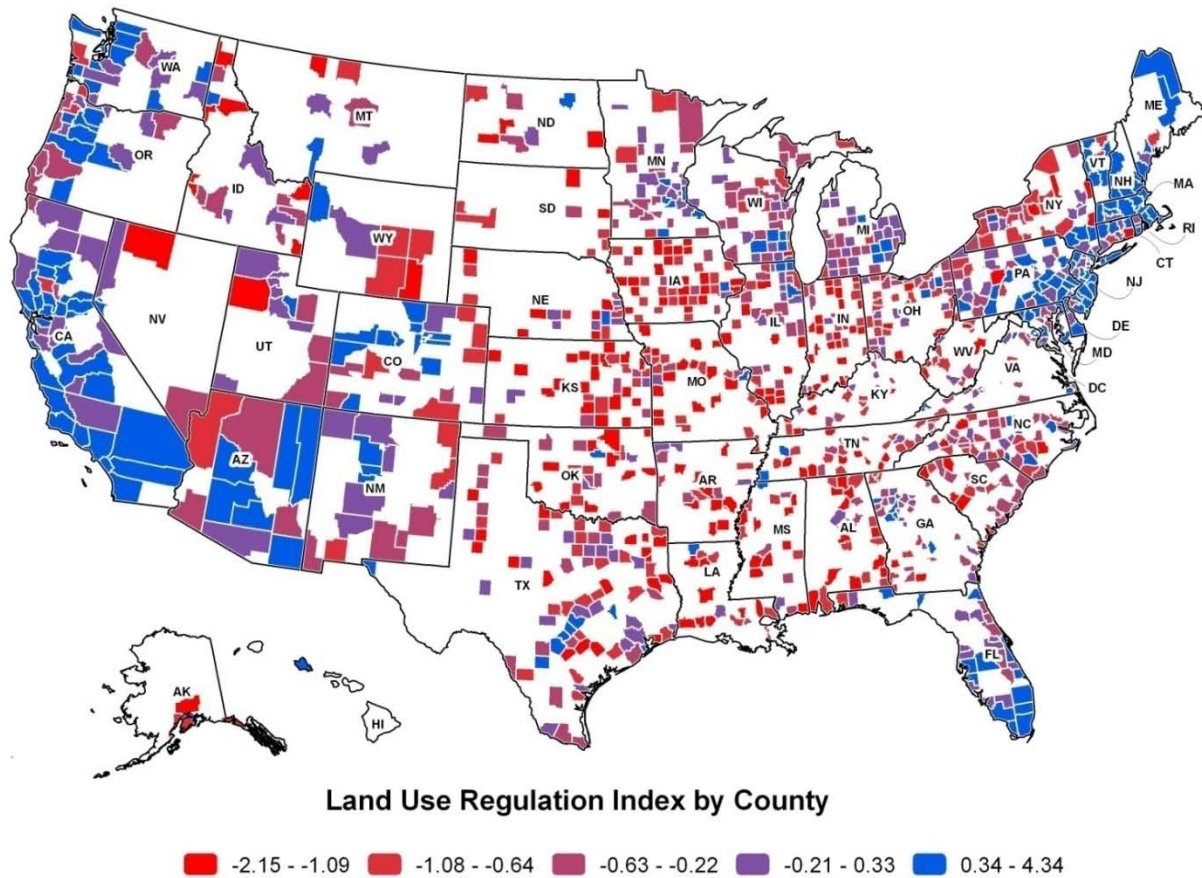 WA
ME
MT
ND
VT
OR
MN
NH
MA
ID
SD
WI
NY
WY
MI
RI
CT
PA
IA
NE
NJ
NV
OH
IL
IN
UT
DE
CA
CO
WV
MD
VA
KS
MO
KY
DC
NC
TN
AZ
OK
NM
AR
SC
MS
AL
GA
LA
TX
FL
AK
HI
Land Use Regulation Index by County
-2.15 - -1.09 -1.08 - -0.64 -0.63 - -0.22 -0.21 - 0.33 0.34 - 4.34